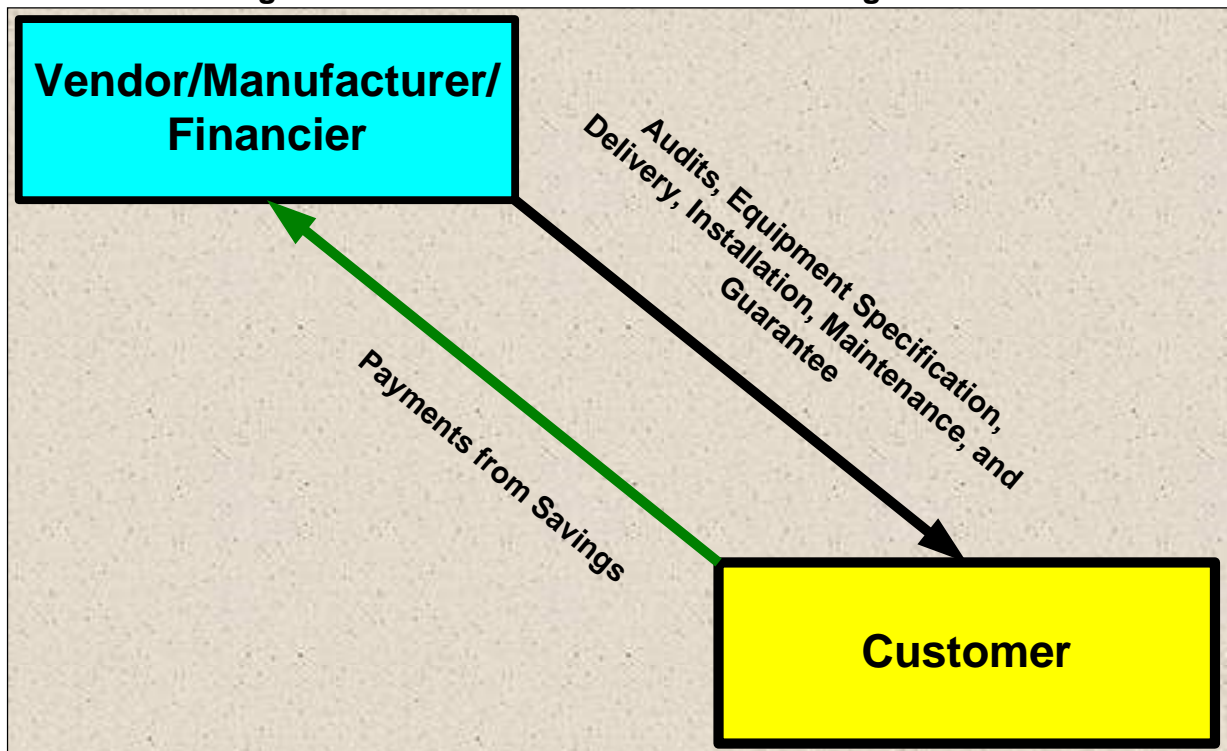 Vendor/Manufacturer/
Financier
Audits, Equipment Specification,
Delivery, Installation, Maintenance, and
Guarantee
Payments from Savings
Customer